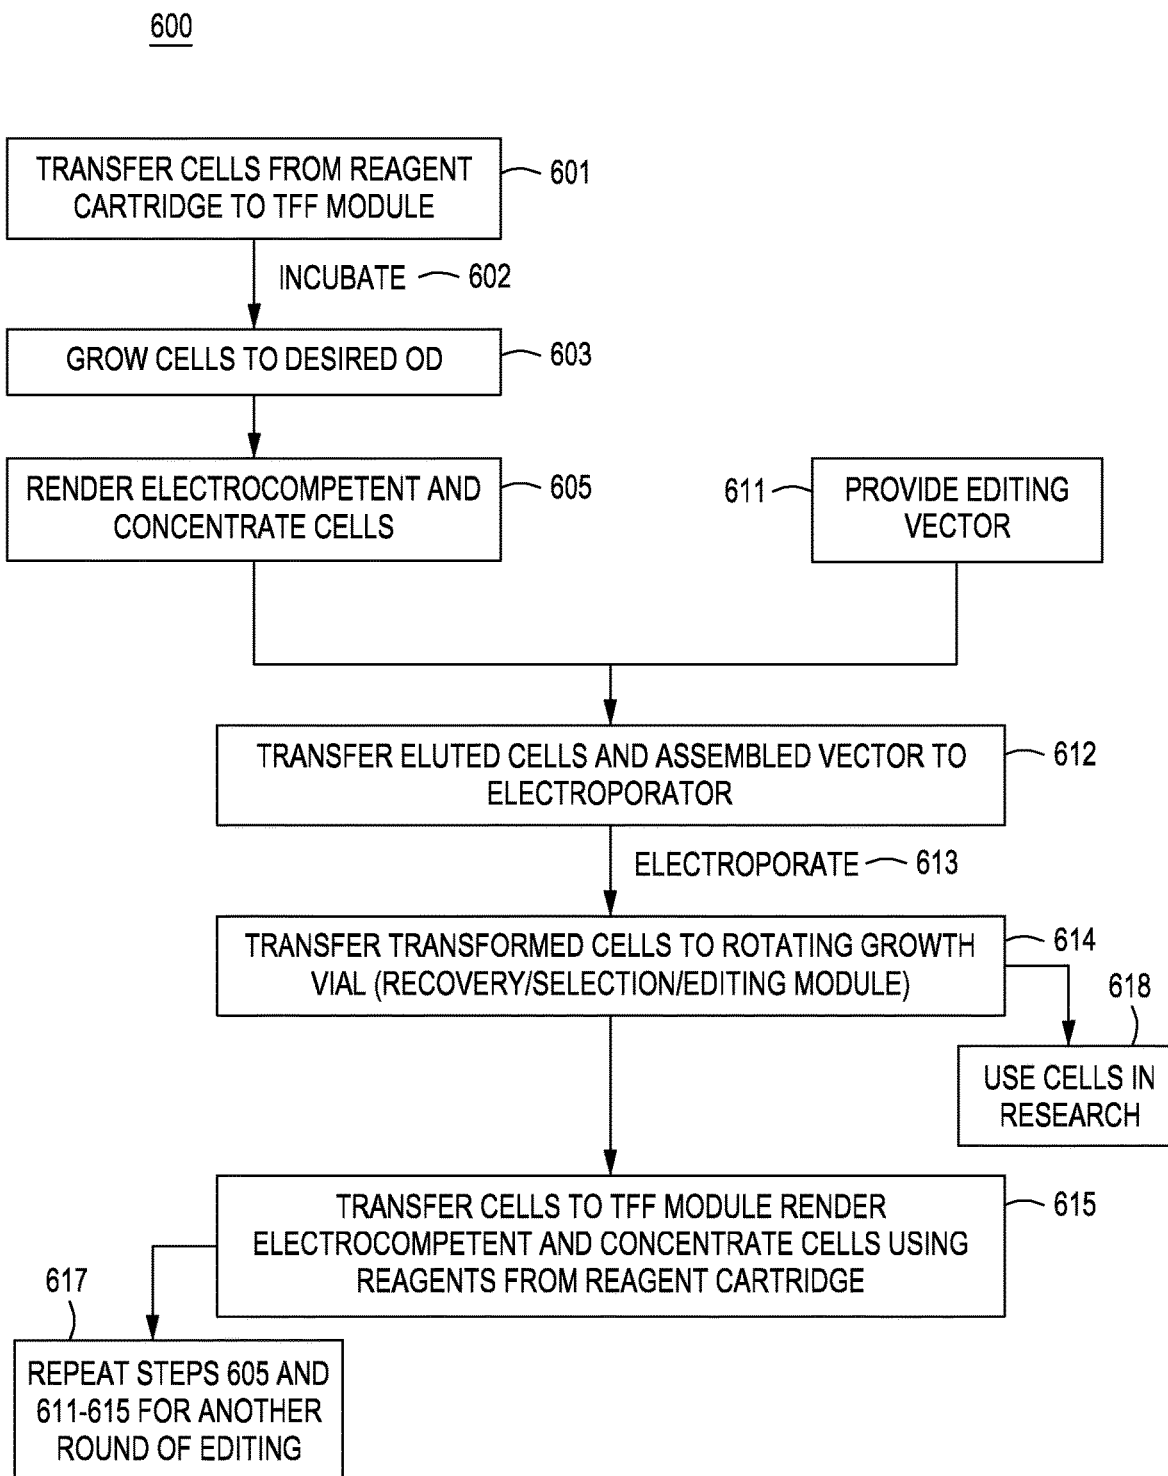 600
TRANSFER CELLS FROM REAGENT
CARTRIDGE TO TFF MODULE
601
INCUBATE
602
GROW CELLS TO DESIRED OD
603
RENDER ELECTROCOMPETENT AND
CONCENTRATE CELLS
605
611
PROVIDE EDITING
VECTOR
TRANSFER ELUTED CELLS AND ASSEMBLED VECTOR TO
ELECTROPORATOR
612
ELECTROPORATE
613
TRANSFER TRANSFORMED CELLS TO ROTATING GROWTH
VIAL (RECOVERY/SELECTION/EDITING MODULE)
614
618
USE CELLS IN
RESEARCH
TRANSFER CELLS TO TFF MODULE RENDER
ELECTROCOMPETENT AND CONCENTRATE CELLS USING
REAGENTS FROM REAGENT CARTRIDGE
615
617
REPEAT STEPS 605 AND
611-615 FOR ANOTHER
ROUND OF EDITING